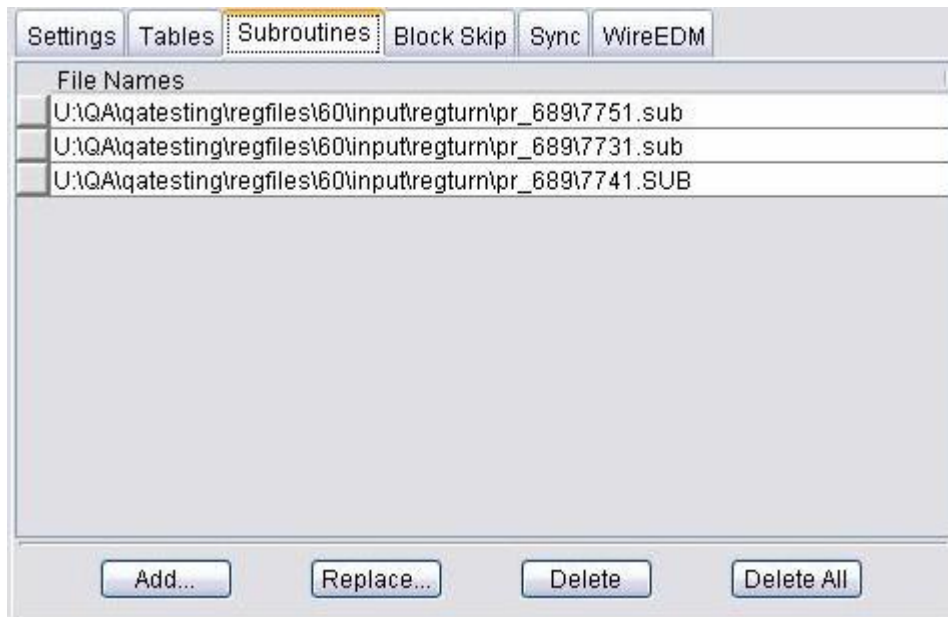 Settings Tables Subroutines Block Skip Sync WireEDM
File Names
U:\QA\qatesting\regfiles\60\input\regturn\pr_689\7751.sub
U:\QA\qatesting\regfiles\60\input\regturn\pr_689\7731.sub
U:\QA\qatesting\regfiles\60\input\regturn\pr_689\7741.SUB
Add... Replace... Delete Delete All